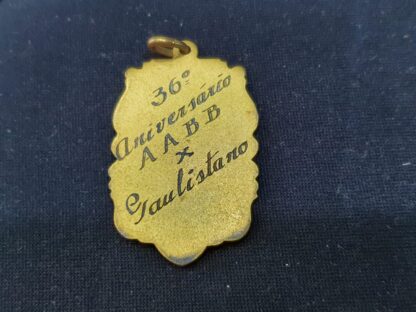 36º
Aniversário
A A B B
x
Paulistano